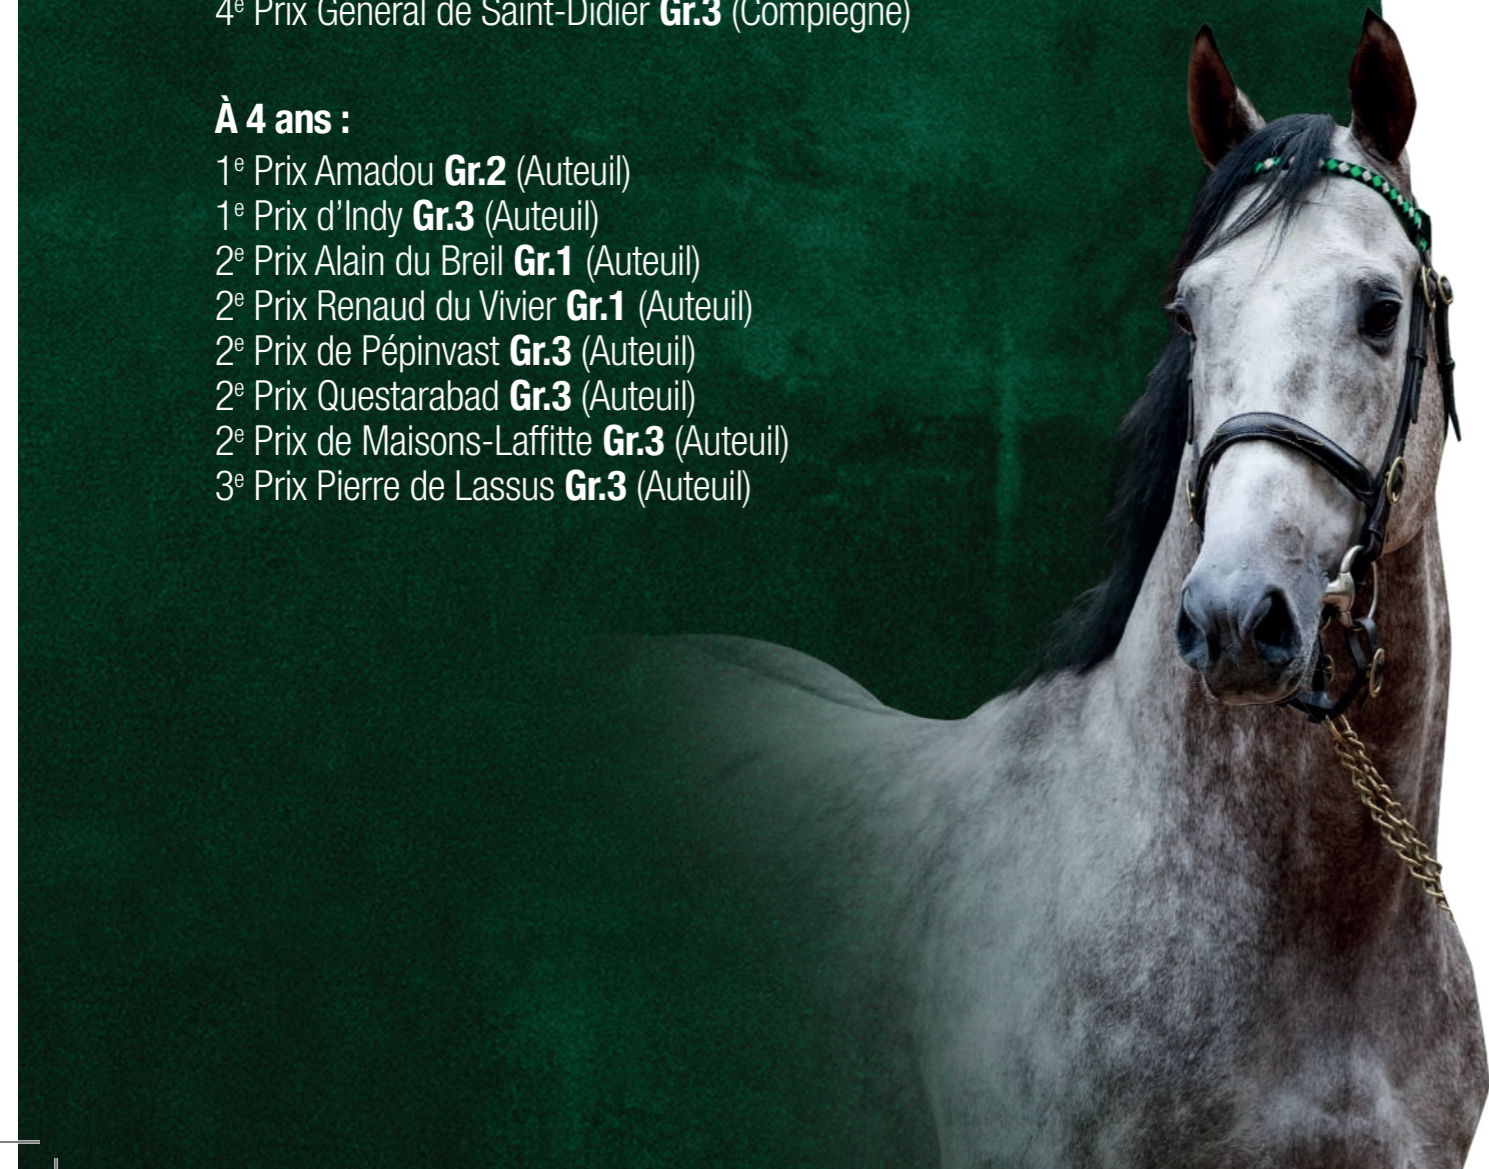 4e Prix Général de Saint-Didier Gr.3 (Compiègne)
À 4 ans :
1e Prix Amadou Gr.2 (Auteuil)
1e Prix d’Indy Gr.3 (Auteuil)
2e Prix Alain du Breil Gr.1 (Auteuil)
2e Prix Renaud du Vivier Gr.1 (Auteuil)
2e Prix de Pépinvast Gr.3 (Auteuil)
2e Prix Questarabad Gr.3 (Auteuil)
2e Prix de Maisons-Laffitte Gr.3 (Auteuil)
3e Prix Pierre de Lassus Gr.3 (Auteuil)